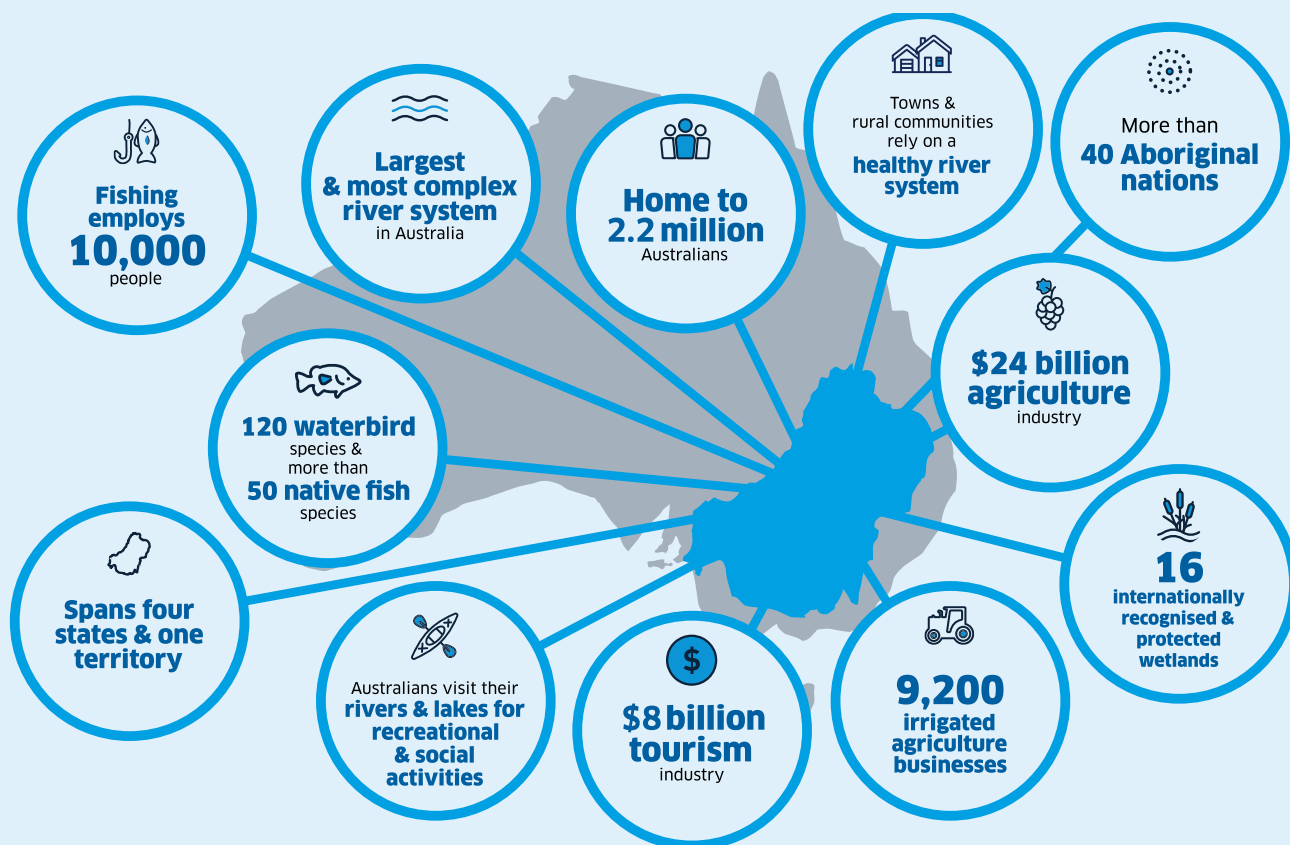 Fishing
employs
10,000
people
Largest
& most complex
river system
in Australia
Home to
2.2 million
Australians
Towns &
rural communities
rely on a
healthy river
system
More than
40 Aboriginal
nations
120 waterbird
species &
more than
50 native fish
species
$24 billion
agriculture
industry
Spans four
states & one
territory
Australians visit their
rivers & lakes for
recreational
& social
activities
$
$8 billion
tourism
industry
9,200
irrigated
agriculture
businesses
16
internationally
recognised &
protected
wetlands